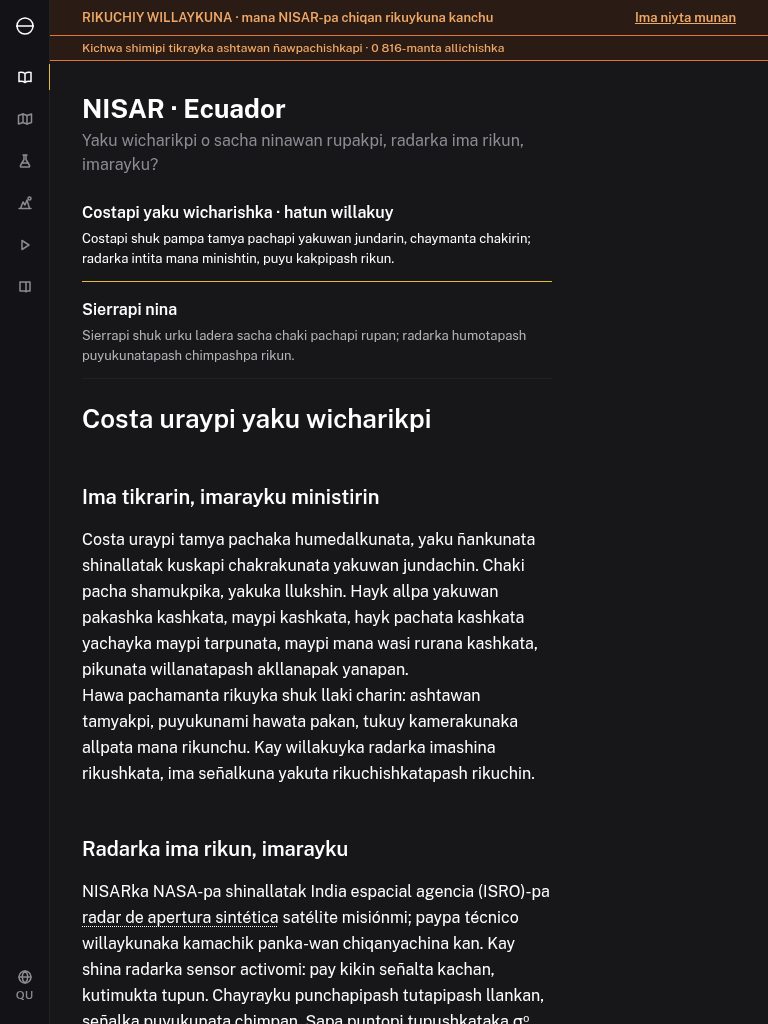 RIKUCHIY WILLAYKUNA · mana NISAR-pa chiqan rikuykuna kanchu
Ima niyta munan
Kichwa shimipi tikrayka ashtawan ñawpachishkapi · 0 816-manta allichishka
NISAR · Ecuador
Yaku wicharikpi o sacha ninawan rupakpi, radarka ima rikun,
imarayku?
Costapi yaku wicharishka · hatun willakuy
Costapi shuk pampa tamya pachapi yakuwan jundarin, chaymanta chakirin;
radarka intita mana minishtin, puyu kakpipash rikun.
Sierrapi nina
Sierrapi shuk urku ladera sacha chaki pachapi rupan; radarka humotapash
puyukunatapash chimpashpa rikun.
Costa uraypi yaku wicharikpi
Ima tikrarin, imarayku ministirin
Costa uraypi tamya pachaka humedalkunata, yaku ñankunata
shinallatak kuskapi chakrakunata yakuwan jundachin. Chaki
pacha shamukpika, yakuka llukshin. Hayk allpa yakuwan
pakashka kashkata, maypi kashkata, hayk pachata kashkata
yachayka maypi tarpunata, maypi mana wasi rurana kashkata,
pikunata willanatapash akllanapak yanapan.
Hawa pachamanta rikuyka shuk llaki charin: ashtawan
tamyakpi, puyukunami hawata pakan, tukuy kamerakunaka
allpata mana rikunchu. Kay willakuyka radarka imashina
rikushkata, ima señalkuna yakuta rikuchishkatapash rikuchin.
Radarka ima rikun, imarayku
NISARka NASA-pa shinallatak India espacial agencia (ISRO)-pa
radar de apertura sintética satélite misiónmi; paypa técnico
willaykunaka kamachik panka-wan chiqanyachina kan. Kay
shina radarka sensor activomi: pay kikin señalta kachan,
kutimukta tupun. Chayrayku punchapipash tutapipash llankan,
señalka puyukunata chimpan. Sapa puntopi tupushkataka σ⁰
QU